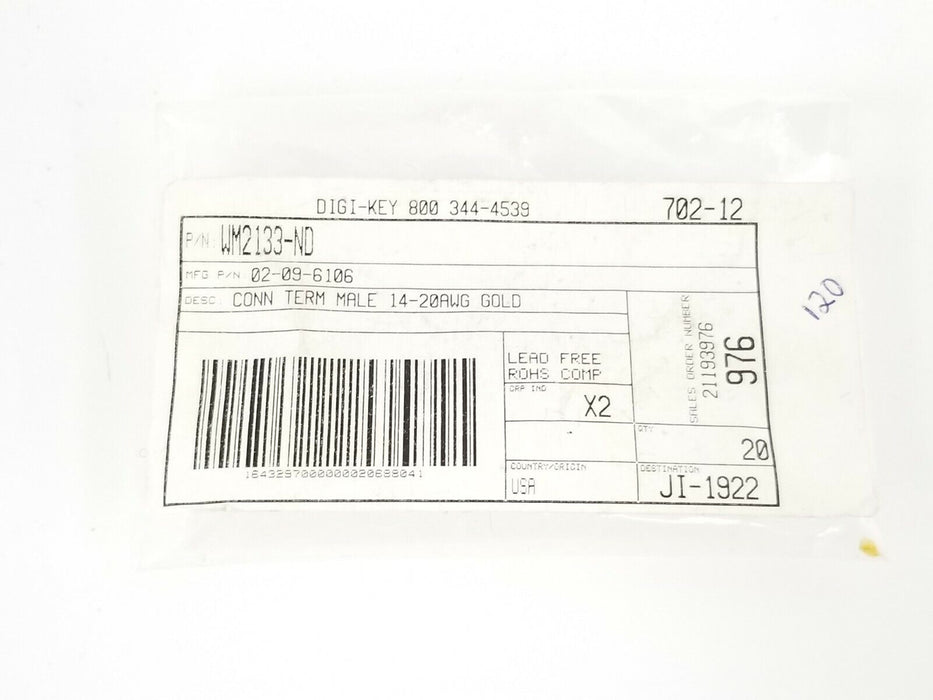 DIGI-KEY 800 344-4539 702-12
P/N: WM2133-ND
MFG P/N: 02-09-6106
DESC: CONN TERM MALE 14-20AWG GOLD
LEAD FREE
ROHS COMP
GRP IND
X2
SALES ORDER NUMBER
21193976
976
QTY
20
COUNTRY/ORIGIN
USA
DESTINATION
JI-1922
120